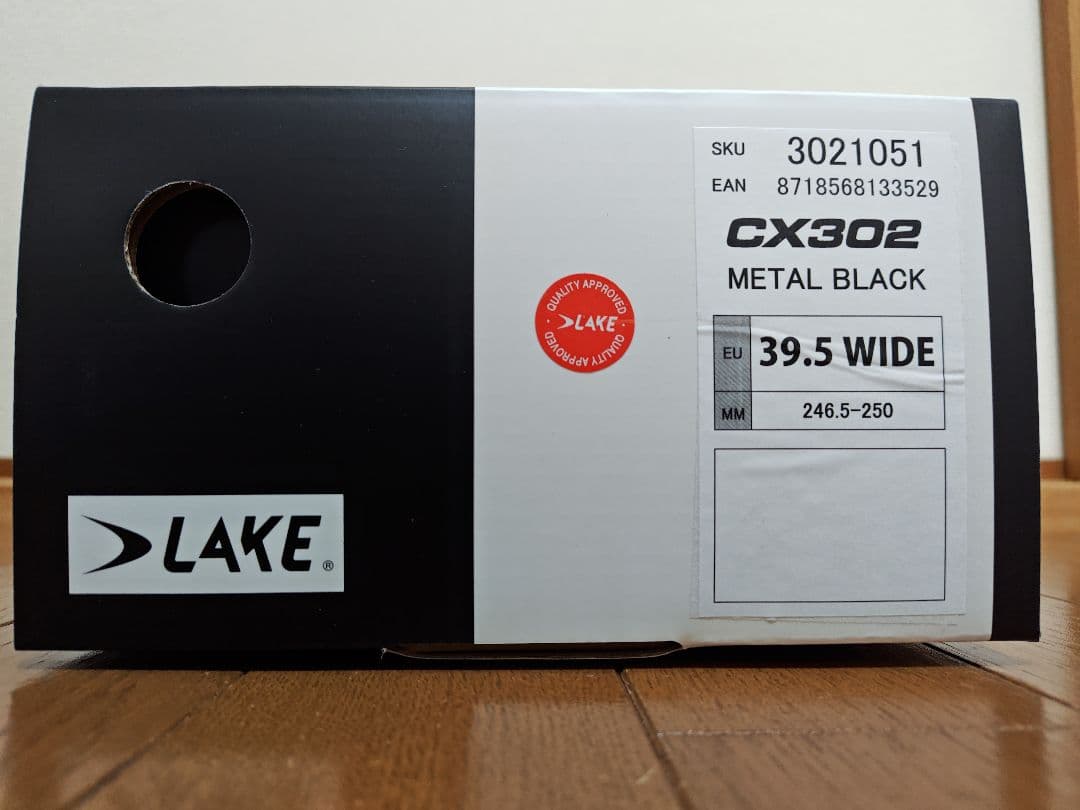 LAKE®
QUALITY APPROVED
LAKE
QUALITY APPROVED
SKU 3021051
EAN 8718568133529
CX302
METAL BLACK
EU 39.5 WIDE
MM 246.5-250